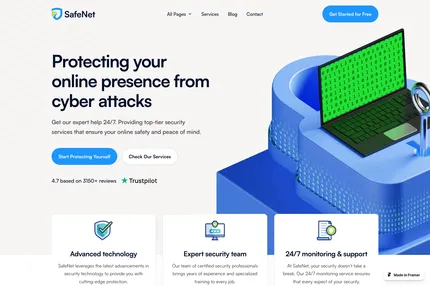 SafeNet
All Pages
Services
Blog
Contact
Get Started for Free
Protecting your
online presence from
cyber attacks
Get our expert help 24/7. Providing top-tier security
services that ensure your online safety and peace of mind.
Start Protecting Yourself
Check Our Services
4.7 based on 3150+ reviews
Trustpilot
Advanced technology
SafeNet leverages the latest advancements in
security technology to provide you with
cutting-edge protection.
Expert security team
Our team of certified security professionals
brings years of experience and specialized
training to every job.
24/7 monitoring & support
At SafeNet, your security doesn't take a
break. Our 24/7 monitoring service ensures
that every aspect of your security.
Made in Framer